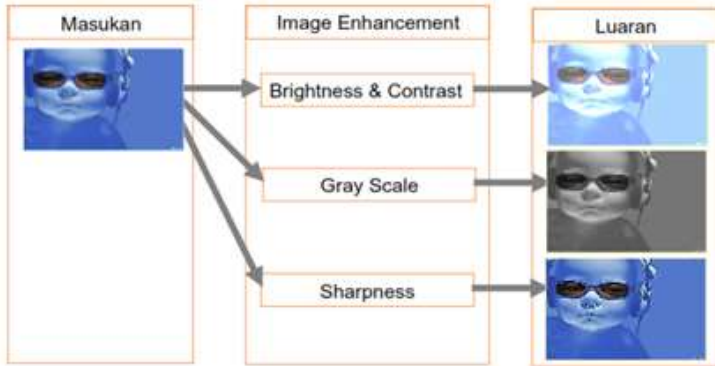 Masukan
Image Enhancement
Luaran
Brightness & Contrast
Gray Scale
Sharpness